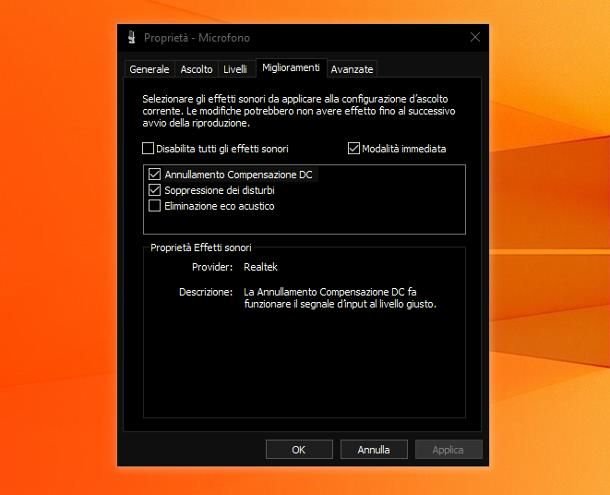 Proprietà - Microfono
Generale Ascolto Livelli Miglioramenti Avanzate
Selezionare gli effetti sonori da applicare alla configurazione d'ascolto
corrente. Le modifiche potrebbero non avere effetto fino al successivo
avvio della riproduzione.
Disabilita tutti gli effetti sonori Modalità immediata
Annullamento Compensazione DC
Soppressione dei disturbi
Eliminazione eco acustico
Proprietà Effetti sonori
Provider: Realtek
Descrizione: La Annullamento Compensazione DC fa
funzionare il segnale d'input al livello giusto.
OK Annulla Applica